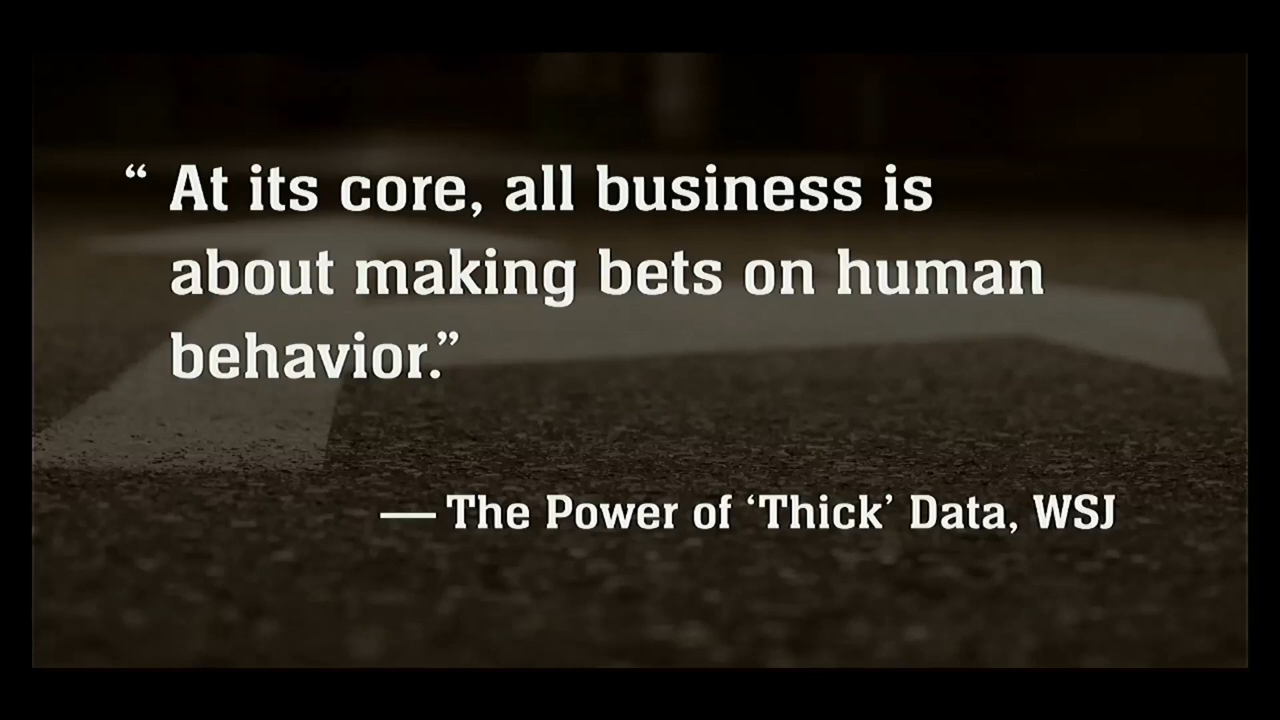 “ At its core, all business is
about making bets on human
behavior.”
— The Power of ‘Thick’ Data, WSJ